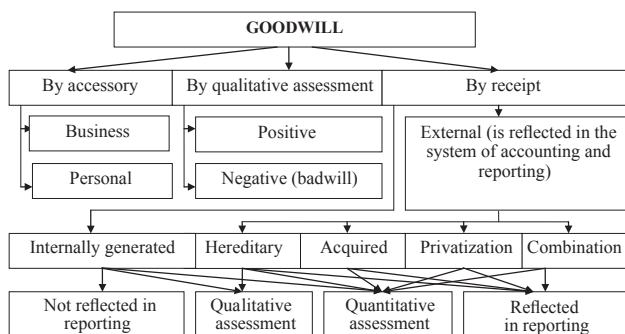 GOODWILL
By accessory
By qualitative assessment
By receipt
Business
Personal
Positive
Negative (badwill)
External (is reflected in the
system of accounting and
reporting)
Internally generated
Hereditary
Acquired
Privatization
Combination
Not reflected in
reporting
Qualitative
assessment
Quantitative
assessment
Reflected
in reporting